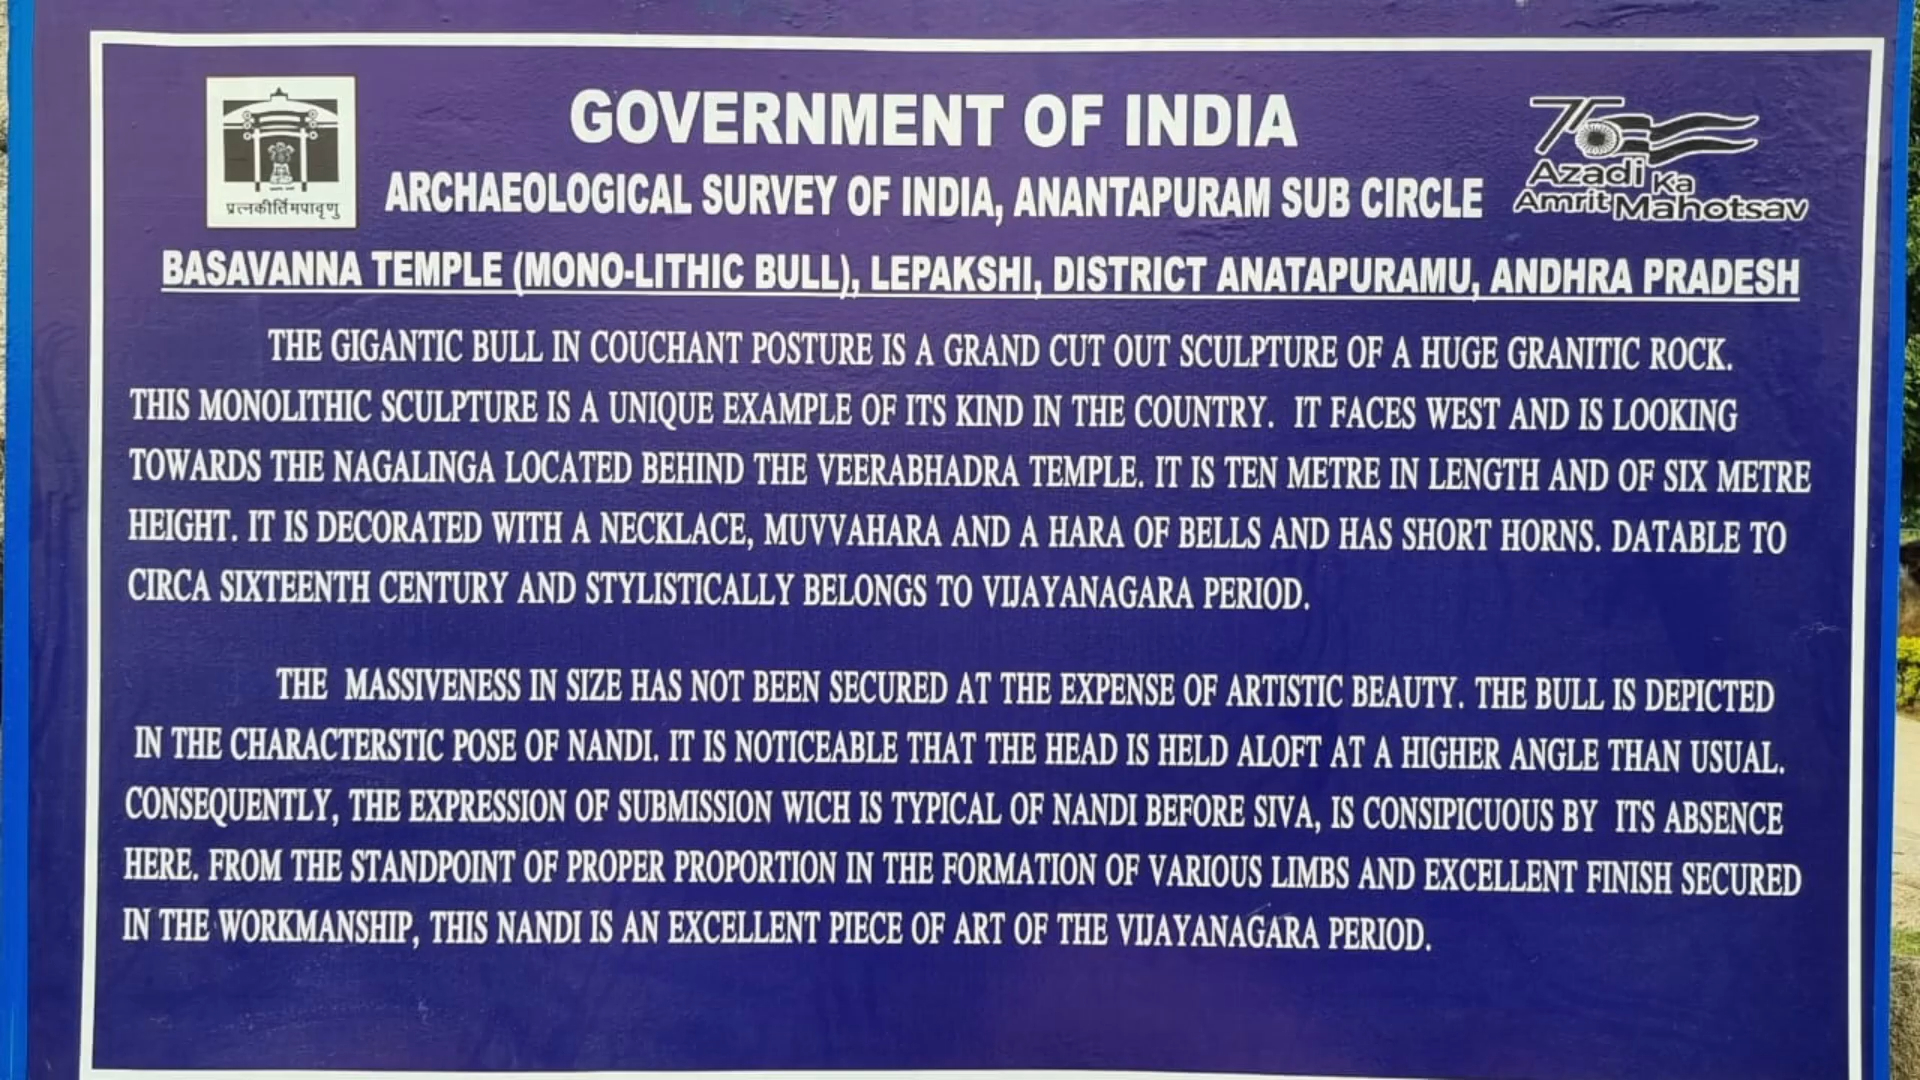 GOVERNMENT OF INDIA
ARCHAEOLOGICAL SURVEY OF INDIA, ANANTAPURAM SUB CIRCLE
प्रत्नकीर्तिमपावृणु
75
Azadi Ka
Amrit Mahotsav
BASAVANNA TEMPLE (MONO-LITHIC BULL), LEPAKSHI, DISTRICT ANATAPURAMU, ANDHRA PRADESH
THE GIGANTIC BULL IN COUCHANT POSTURE IS A GRAND CUT OUT SCULPTURE OF A HUGE GRANITIC ROCK.
THIS MONOLITHIC SCULPTURE IS A UNIQUE EXAMPLE OF ITS KIND IN THE COUNTRY. IT FACES WEST AND IS LOOKING
TOWARDS THE NAGALINGA LOCATED BEHIND THE VEERABHADRA TEMPLE. IT IS TEN METRE IN LENGTH AND OF SIX METRE
HEIGHT. IT IS DECORATED WITH A NECKLACE, MUVVAHARA AND A HARA OF BELLS AND HAS SHORT HORNS. DATABLE TO
CIRCA SIXTEENTH CENTURY AND STYLISTICALLY BELONGS TO VIJAYANAGARA PERIOD.
THE MASSIVENESS IN SIZE HAS NOT BEEN SECURED AT THE EXPENSE OF ARTISTIC BEAUTY. THE BULL IS DEPICTED
IN THE CHARACTERSTIC POSE OF NANDI. IT IS NOTICEABLE THAT THE HEAD IS HELD ALOFT AT A HIGHER ANGLE THAN USUAL.
CONSEQUENTLY, THE EXPRESSION OF SUBMISSION WICH IS TYPICAL OF NANDI BEFORE SIVA, IS CONSIPICUOUS BY ITS ABSENCE
HERE. FROM THE STANDPOINT OF PROPER PROPORTION IN THE FORMATION OF VARIOUS LIMBS AND EXCELLENT FINISH SECURED
IN THE WORKMANSHIP, THIS NANDI IS AN EXCELLENT PIECE OF ART OF THE VIJAYANAGARA PERIOD.